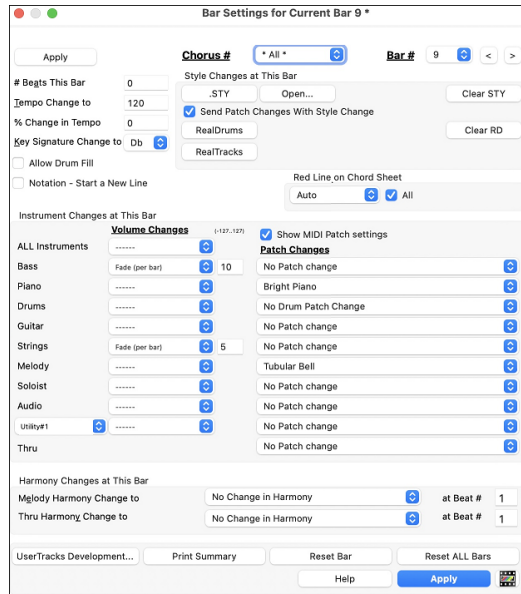 Bar Settings for Current Bar 9 *
Apply
Chorus # * All * Bar # 9 < >
# Beats This Bar 0
Tempo Change to 120
% Change in Tempo 0
Key Signature Change to Db
Allow Drum Fill
Notation - Start a New Line
Style Changes at This Bar
.STY Open... Clear STY
Send Patch Changes With Style Change
RealDrums Clear RD
RealTracks
Red Line on Chord Sheet
Auto All
Instrument Changes at This Bar
Volume Changes (-127..127) Show MIDI Patch settings
Patch Changes
ALL Instruments ------
Bass Fade (per bar) 10 No Patch change
Piano ------ Bright Piano
Drums ------ No Drum Patch Change
Guitar ------ No Patch change
Strings Fade (per bar) 5 No Patch change
Melody ------ Tubular Bell
Soloist ------ No Patch change
Audio ------ No Patch change
Utility#1 ------ No Patch change
Thru No Patch change
Harmony Changes at This Bar
Melody Harmony Change to No Change in Harmony at Beat # 1
Thru Harmony Change to No Change in Harmony at Beat # 1
UserTracks Development... Print Summary Reset Bar Reset ALL Bars
Help Apply